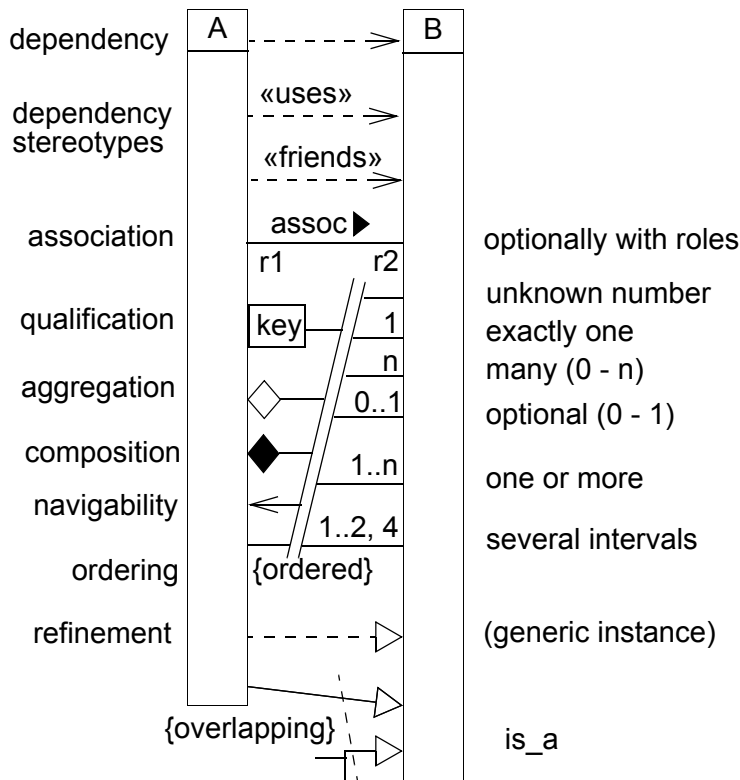 A
B
dependency
«uses»
dependency
stereotypes
«friends»
assoc
association
optionally with roles
r1
r2
unknown number
qualification
key
1
exactly one
n
many (0 - n)
aggregation
0..1
optional (0 - 1)
composition
1..n
one or more
navigability
1..2, 4
several intervals
ordering
{ordered}
refinement
(generic instance)
{overlapping}
is_a